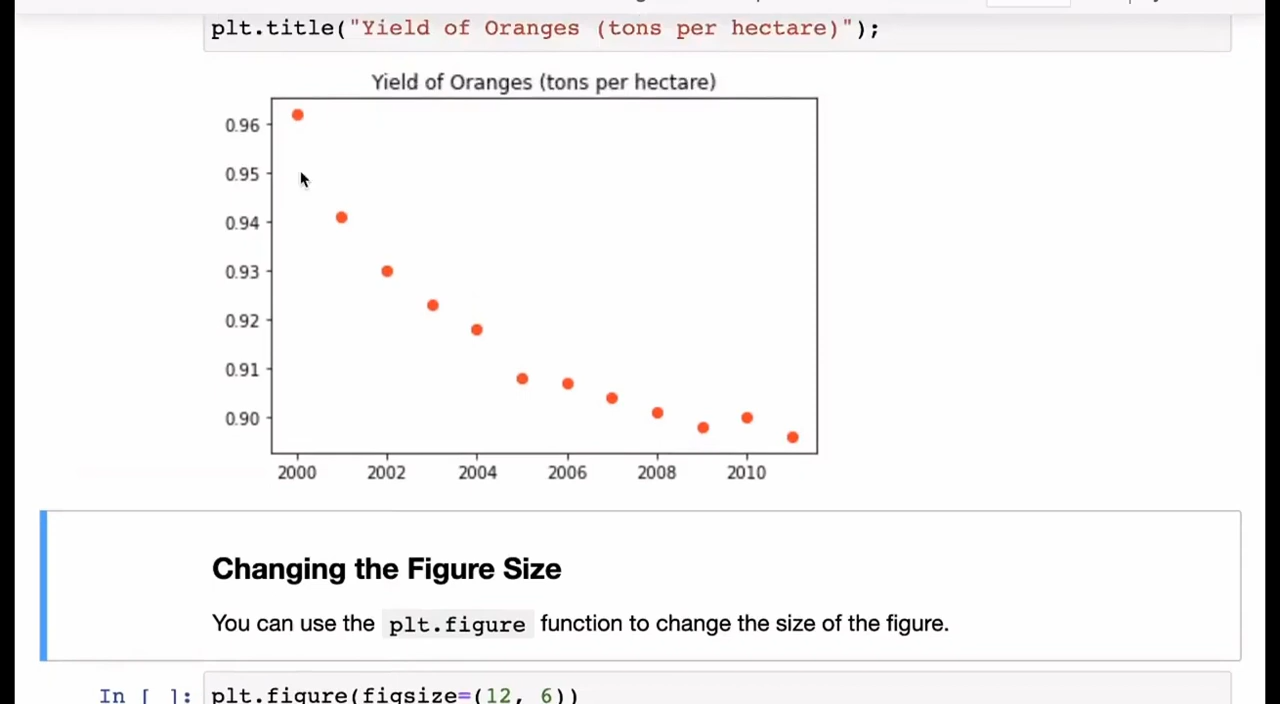 plt.title("Yield of Oranges (tons per hectare)");
Yield of Oranges (tons per hectare)
0.96
0.95
0.94
0.93
0.92
0.91
0.90
2000 2002 2004 2006 2008 2010
Changing the Figure Size
You can use the plt.figure function to change the size of the figure.
In [ ]: plt.figure(figsize=(12, 6))